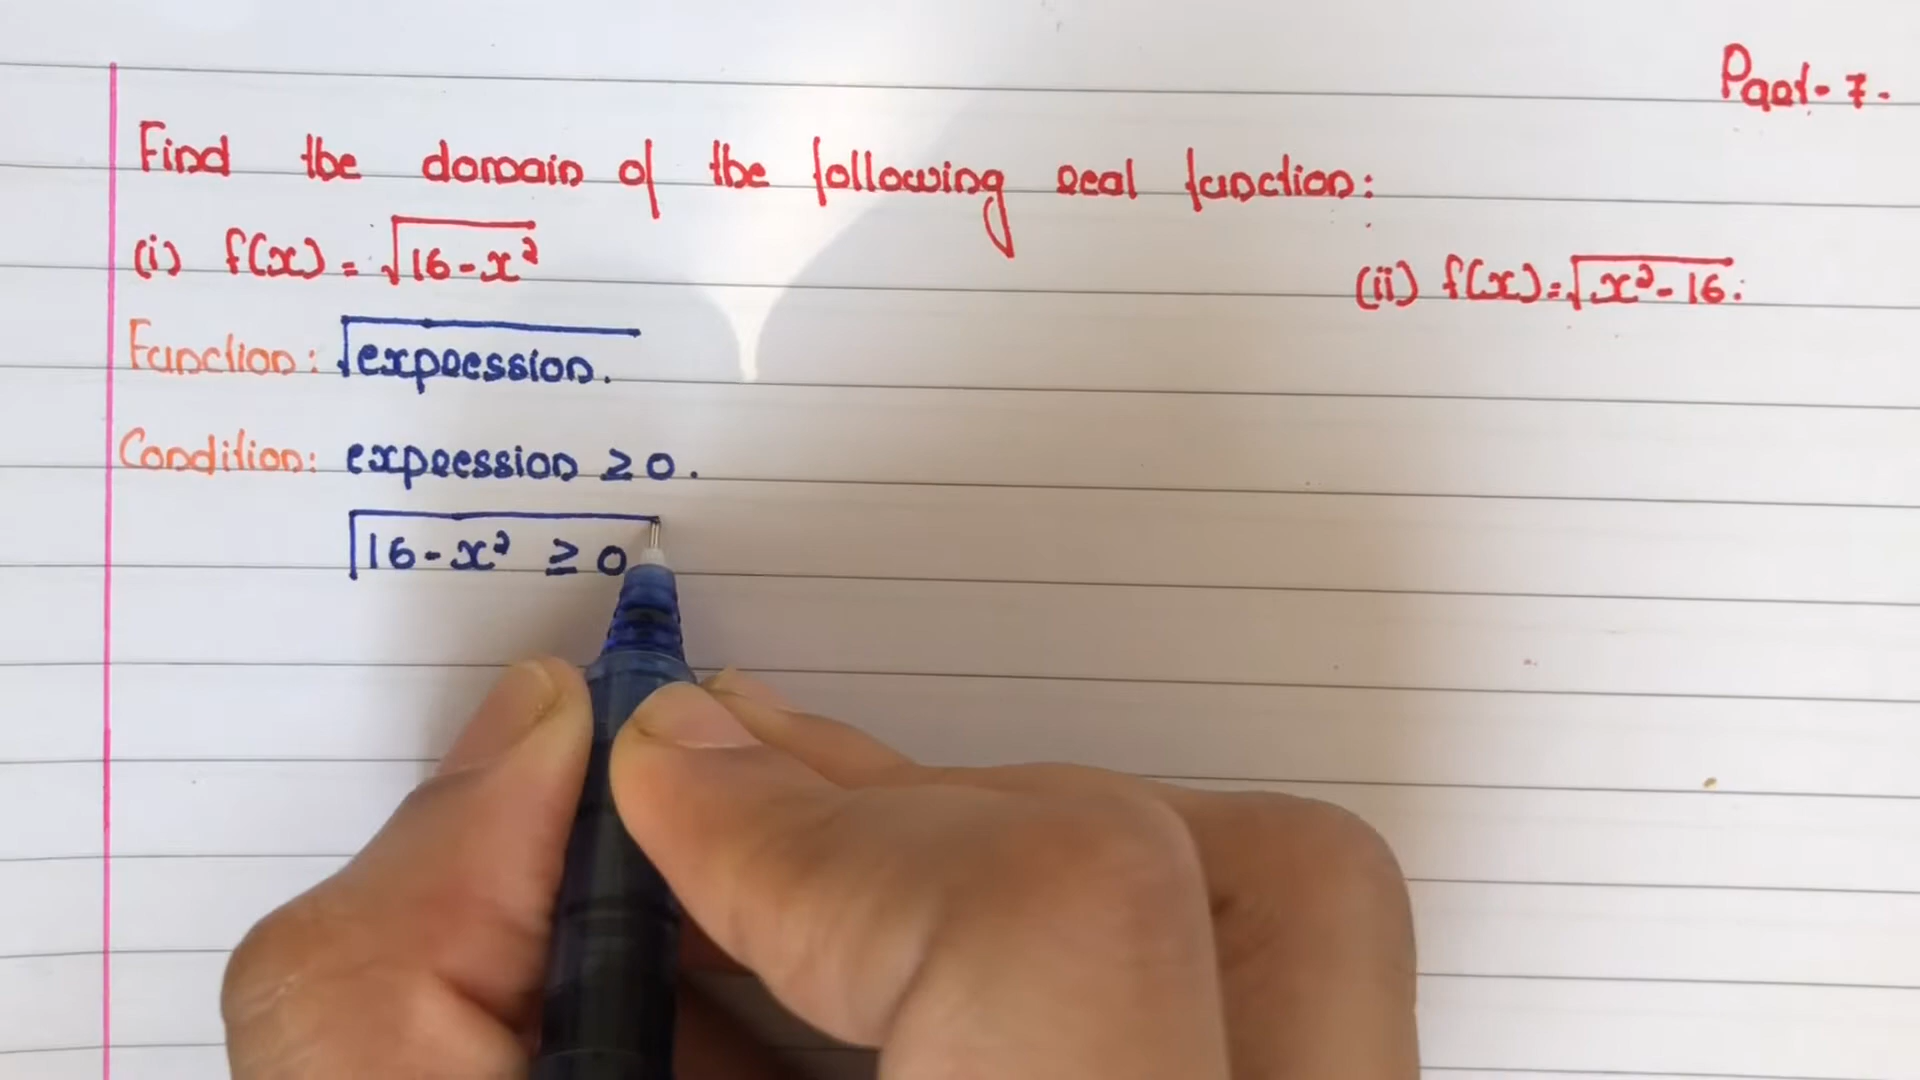 Part-7.
Find the domain of the following real function:
(i) f(x) = √16-x²
(ii) f(x) = √x²-16.
Function: √expression.
Condition: expression ≥0.
16-x² ≥ 0